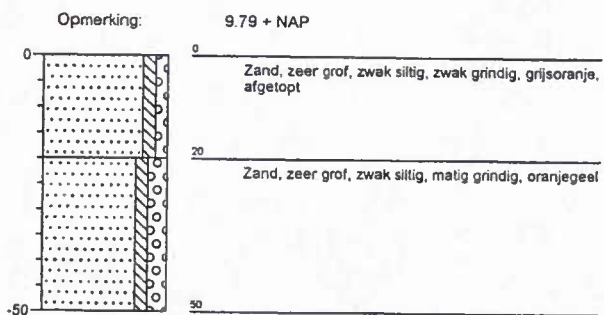 Opmerking: 9.79 + NAP
0
0
Zand, zeer grof, zwak siltig, zwak grindig, grijsoranje,
afgetopt
20
Zand, zeer grof, zwak siltig, matig grindig, oranjegeel
-50
50